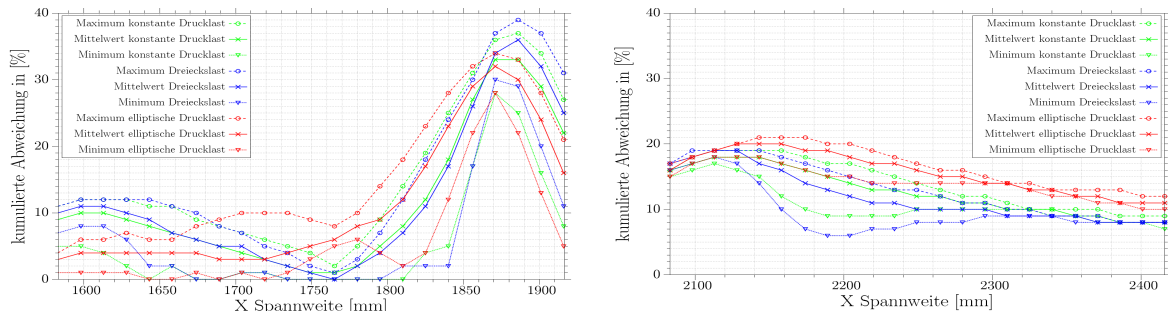 40
30
20
10
0
kumulierte Abweichung in [%]
Maximum konstante Drucklast
Mittelwert konstante Drucklast
Minimum konstante Drucklast
Maximum Dreieckslast
Mittelwert Dreieckslast
Minimum Dreieckslast
Maximum elliptische Drucklast
Mittelwert elliptische Drucklast
Minimum elliptische Drucklast
1600 1650 1700 1750 1800 1850 1900
X Spannweite [mm]
40
30
20
10
0
kumulierte Abweichung in [%]
Maximum konstante Drucklast
Mittelwert konstante Drucklast
Minimum konstante Drucklast
Maximum Dreieckslast
Mittelwert Dreieckslast
Minimum Dreieckslast
Maximum elliptische Drucklast
Mittelwert elliptische Drucklast
Minimum elliptische Drucklast
2100 2200 2300 2400
X Spannweite [mm]